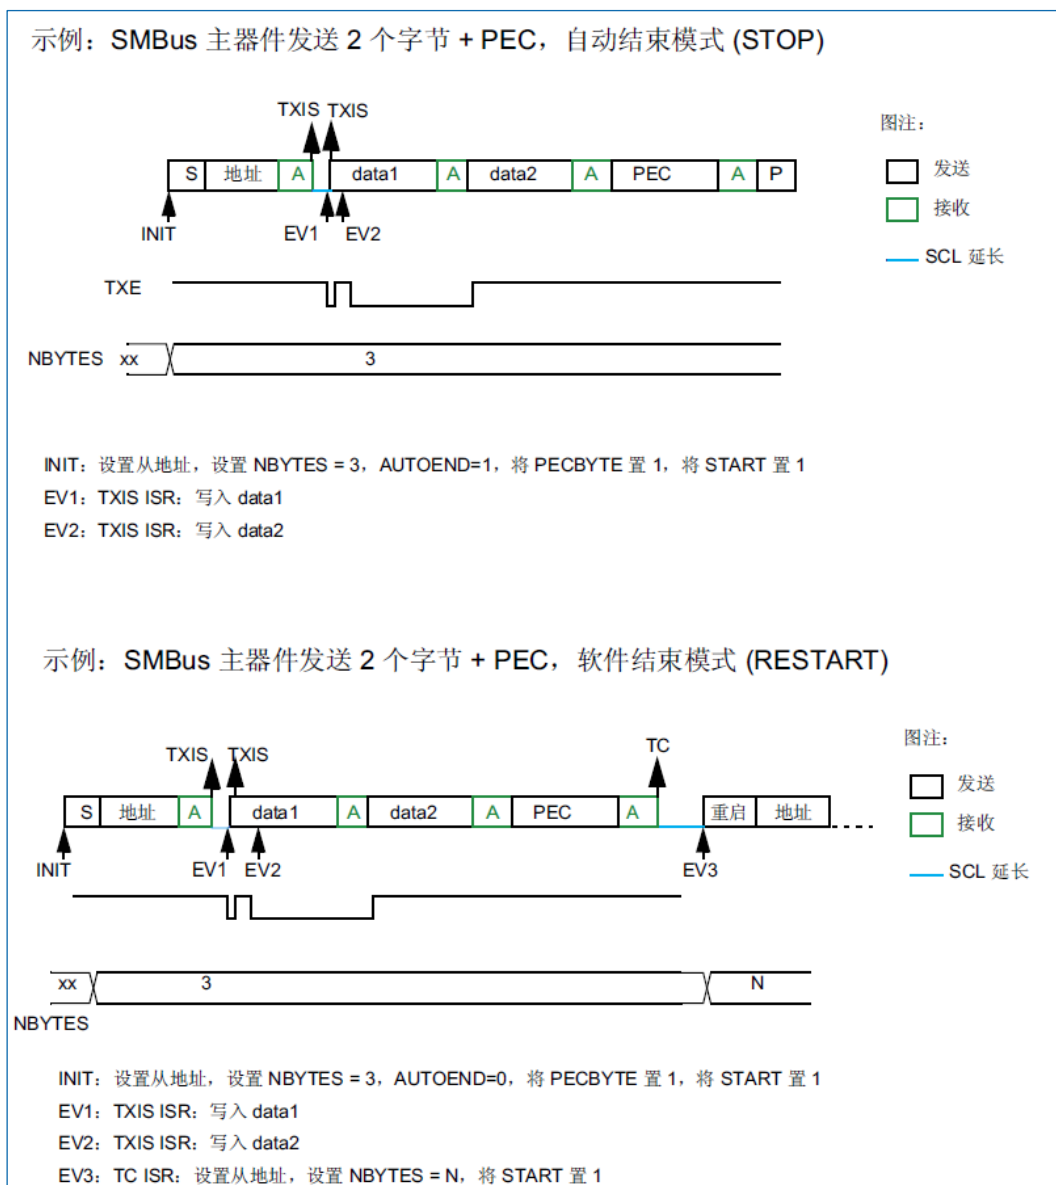 示例：SMBus 主器件发送 2 个字节 + PEC，自动结束模式 (STOP)
TXIS TXIS
图注：
S 地址 A data1 A data2 A PEC A P
发送
接收
INIT EV1 EV2
SCL 延长
TXE
NBYTES xx 3
INIT：设置从地址，设置 NBYTES = 3，AUTOEND=1，将 PECBYTE 置 1，将 START 置 1
EV1：TXIS ISR：写入 data1
EV2：TXIS ISR：写入 data2
示例：SMBus 主器件发送 2 个字节 + PEC，软件结束模式 (RESTART)
TXIS TXIS TC
图注：
S 地址 A data1 A data2 A PEC A 重启 地址
发送
接收
INIT EV1 EV2 EV3
SCL 延长
xx 3 N
NBYTES
INIT：设置从地址，设置 NBYTES = 3，AUTOEND=0，将 PECBYTE 置 1，将 START 置 1
EV1：TXIS ISR：写入 data1
EV2：TXIS ISR：写入 data2
EV3：TC ISR：设置从地址，设置 NBYTES = N，将 START 置 1